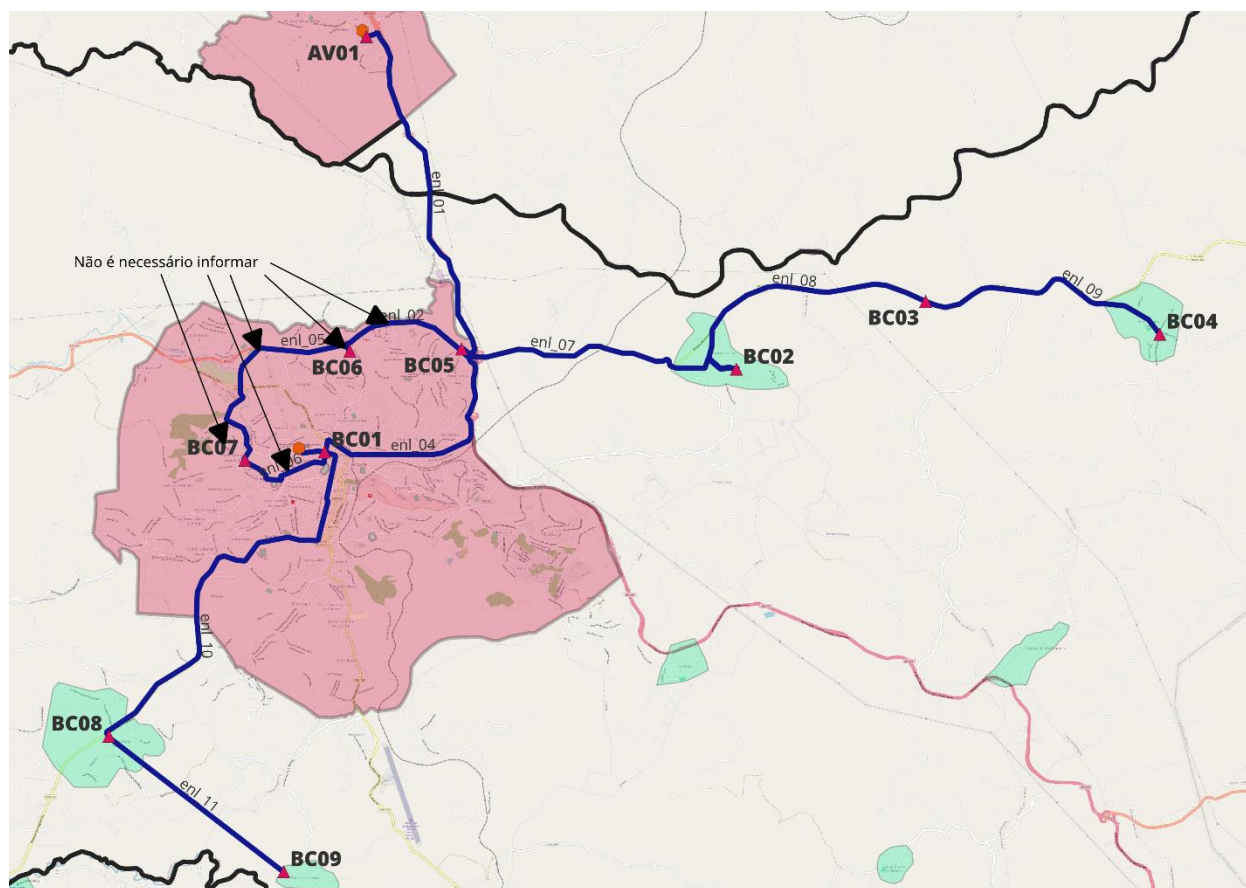 AV01
enl_01
Não é necessário informar
enl_08
enl_09
BC03
BC04
enl_02
enl_05
BC06
BC05
enl_07
BC02
BC07
BC01
enl_04
enl_06
enl_10
BC08
enl_11
BC09